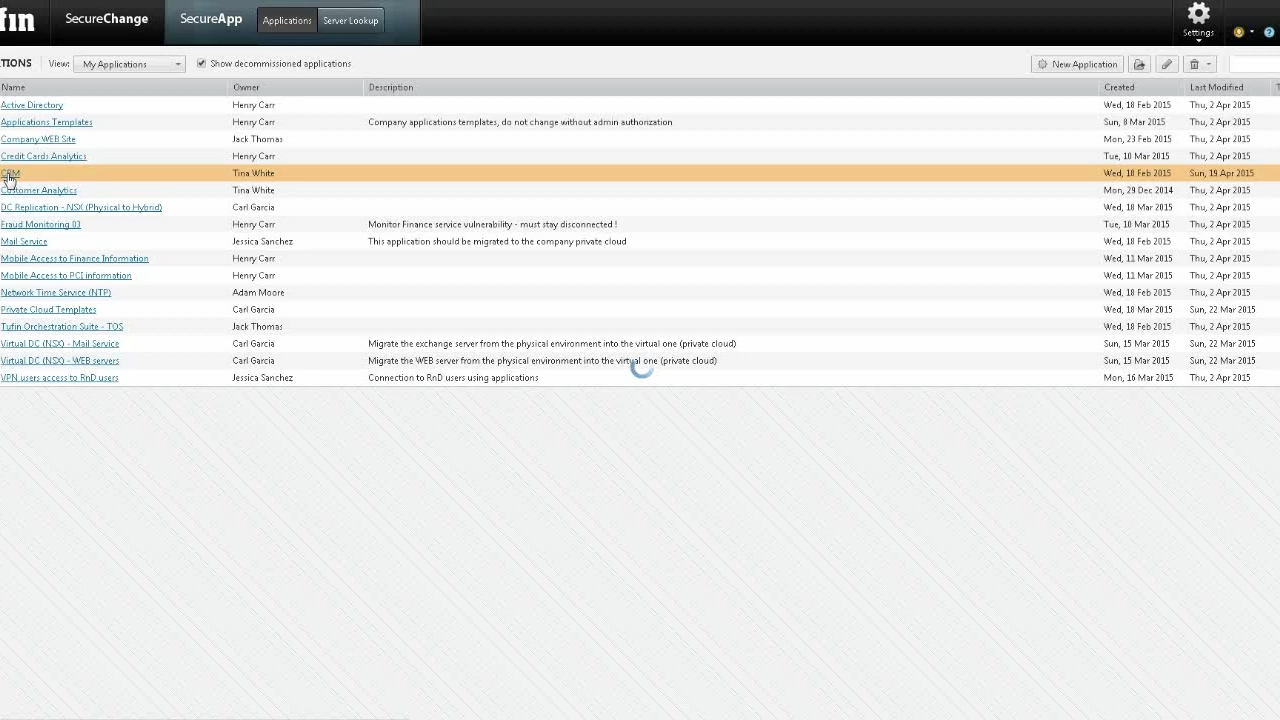 fin SecureChange SecureApp Applications Server Lookup Settings
TIONS View: My Applications Show decommissioned applications New Application
Name Owner Description Created Last Modified T
Active Directory Henry Carr Wed, 18 Feb 2015 Thu, 2 Apr 2015
Applications Templates Henry Carr Company applications templates, do not change without admin authorization Sun, 8 Mar 2015 Thu, 2 Apr 2015
Company WEB Site Jack Thomas Mon, 23 Feb 2015 Thu, 2 Apr 2015
Credit Cards Analytics Henry Carr Tue, 10 Mar 2015 Thu, 2 Apr 2015
CRM Tina White Wed, 18 Feb 2015 Sun, 19 Apr 2015
Customer Analytics Tina White Mon, 29 Dec 2014 Thu, 2 Apr 2015
DC Replication - NSX (Physical to Hybrid) Carl Garcia Wed, 18 Mar 2015 Thu, 2 Apr 2015
Fraud Monitoring 03 Henry Carr Monitor Finance service vulnerability - must stay disconnected ! Tue, 10 Mar 2015 Thu, 2 Apr 2015
Mail Service Jessica Sanchez This application should be migrated to the company private cloud Wed, 18 Feb 2015 Thu, 2 Apr 2015
Mobile Access to Finance Information Henry Carr Wed, 11 Mar 2015 Thu, 2 Apr 2015
Mobile Access to PCI information Henry Carr Wed, 11 Mar 2015 Thu, 2 Apr 2015
Network Time Service (NTP) Adam Moore Wed, 18 Feb 2015 Thu, 2 Apr 2015
Private Cloud Templates Carl Garcia Wed, 18 Mar 2015 Sun, 22 Mar 2015
Tufin Orchestration Suite - TOS Jack Thomas Wed, 18 Feb 2015 Thu, 2 Apr 2015
Virtual DC (NSX) - Mail Service Carl Garcia Migrate the exchange server from the physical environment into the virtual one (private cloud) Sun, 15 Mar 2015 Sun, 22 Mar 2015
Virtual DC (NSX) - WEB servers Carl Garcia Migrate the WEB server from the physical environment into the virtual one (private cloud) Sun, 15 Mar 2015 Sun, 22 Mar 2015
VPN users access to RnD users Jessica Sanchez Connection to RnD users using applications Mon, 16 Mar 2015 Thu, 2 Apr 2015